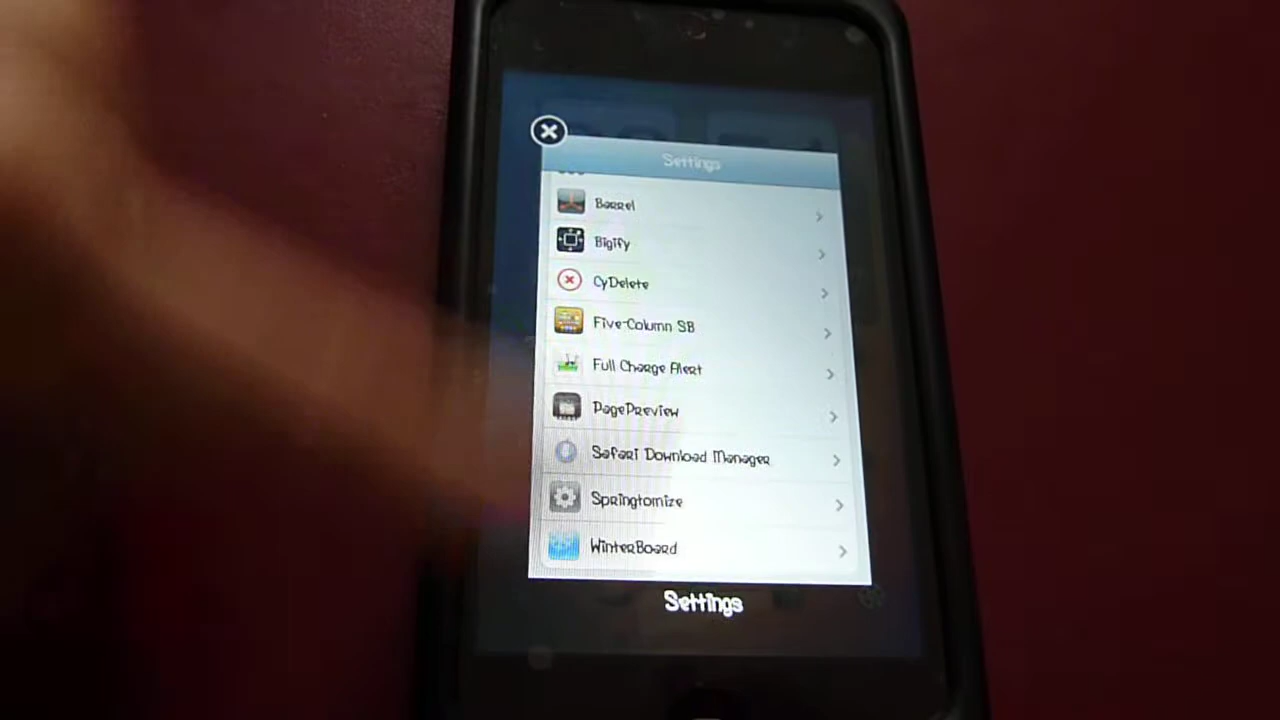 Settings
Barrel
Bigify
CyDelete
Five-Column SB
Full Charge Alert
PagePreview
Safari Download Manager
Springtomize
WinterBoard
Settings